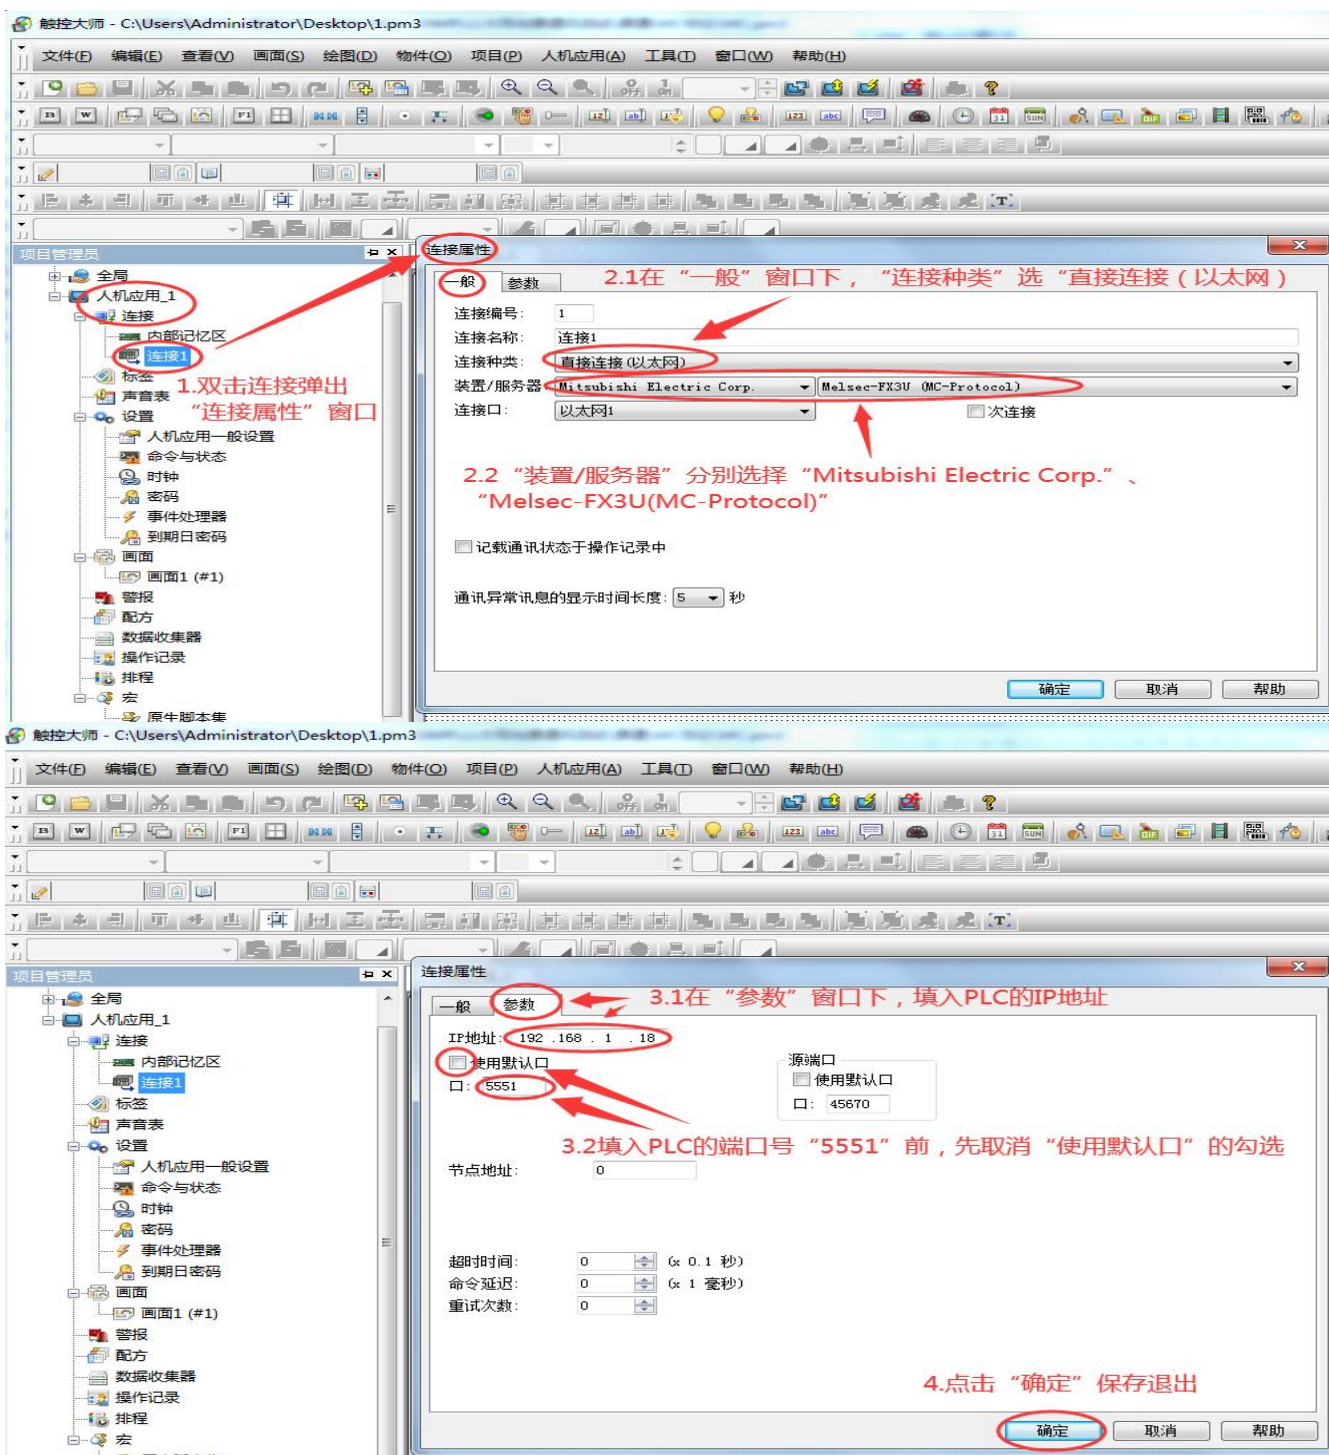 触控大师 - C:\Users\Administrator\Desktop\1.pm3
文件(F) 编辑(E) 查看(V) 画面(S) 绘图(D) 物件(O) 项目(P) 人机应用(A) 工具(T) 窗口(W) 帮助(H)
项目管理员
全局
人机应用_1
连接
内部记忆区
连接1
标签
声音表
设置
人机应用一般设置
命令与状态
时钟
密码
事件处理器
到期日密码
画面
画面1 (#1)
警报
配方
数据收集器
操作记录
排程
宏
1.双击连接弹出
“连接属性”窗口
连接属性
一般 参数
2.1在“一般”窗口下，“连接种类”选“直接连接（以太网）
连接编号: 1
连接名称: 连接1
连接种类: 直接连接(以太网)
装置/服务器 Mitsubishi Electric Corp. Melsec-FX3U (MC-Protocol)
连接口: 以太网1 次连接
2.2“装置/服务器”分别选择“Mitsubishi Electric Corp.”、
“Melsec-FX3U(MC-Protocol)”
记载通讯状态于操作记录中
通讯异常讯息的显示时间长度: 5 秒
确定 取消 帮助
触控大师 - C:\Users\Administrator\Desktop\1.pm3
文件(F) 编辑(E) 查看(V) 画面(S) 绘图(D) 物件(O) 项目(P) 人机应用(A) 工具(T) 窗口(W) 帮助(H)
项目管理员
全局
人机应用_1
连接
内部记忆区
连接1
标签
声音表
设置
人机应用一般设置
命令与状态
时钟
密码
事件处理器
到期日密码
画面
画面1 (#1)
警报
配方
数据收集器
操作记录
排程
宏
连接属性
一般 参数
3.1在“参数”窗口下，填入PLC的IP地址
IP地址: 192 .168 . 1 . 18
使用默认口
口: 5551
源端口
使用默认口
口: 45670
3.2填入PLC的端口号“5551”前，先取消“使用默认口”的勾选
节点地址: 0
超时时间: 0 (x 0.1 秒)
命令延迟: 0 (x 1 毫秒)
重试次数: 0
4.点击“确定”保存退出
确定 取消 帮助